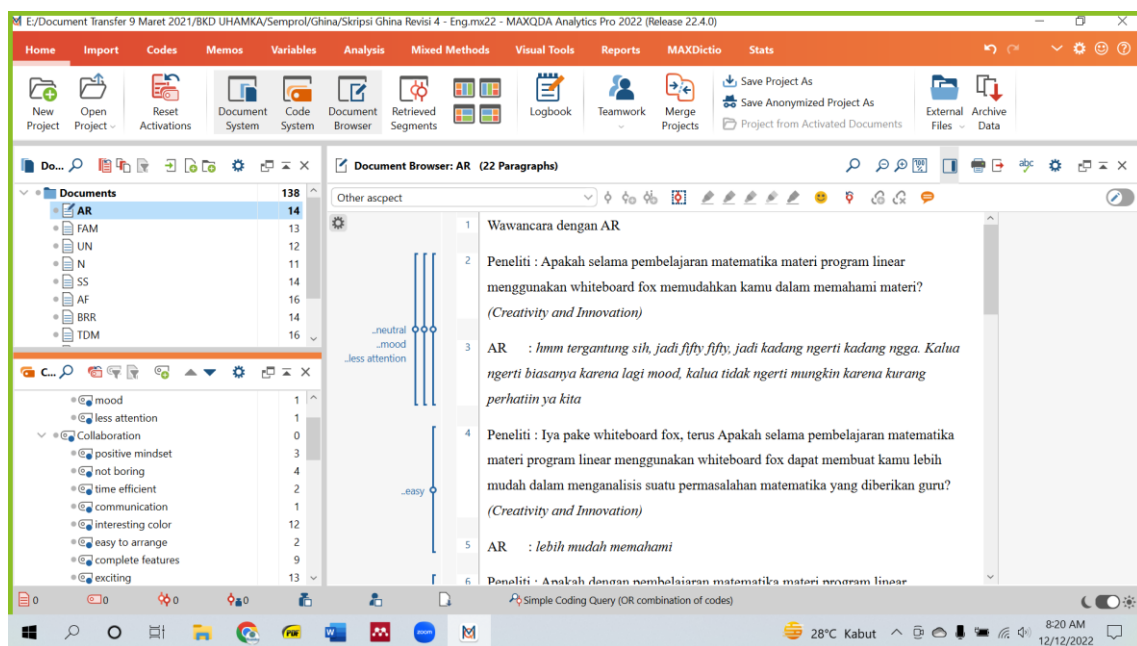 E:/Document Transfer 9 Maret 2021/BKD UHAMKA/Semprol/Ghina/Skripsi Ghina Revisi 4 - Eng.mx22 - MAXQDA Analytics Pro 2022 (Release 22.4.0)
Home Import Codes Memos Variables Analysis Mixed Methods Visual Tools Reports MAXDictio Stats
New Project
Open Project
Reset Activations
Document System
Code System
Document Browser
Retrieved Segments
Logbook
Teamwork
Merge Projects
Save Project As
Save Anonymized Project As
Project from Activated Documents
External Files
Archive Data
Do...
Documents 138
AR 14
FAM 13
UN 12
N 11
SS 14
AF 16
BRR 14
TDM 16
C...
mood 1
less attention 1
Collaboration 0
positive mindset 3
not boring 4
time efficient 2
communication 1
interesting color 12
easy to arrange 2
complete features 9
exciting 13
Document Browser: AR (22 Paragraphs)
Other ascpect
1 Wawancara dengan AR
2 Peneliti : Apakah selama pembelajaran matematika materi program linear
menggunakan whiteboard fox memudahkan kamu dalam memahami materi?
(Creativity and Innovation)
..neutral
..mood
..less attention
3 AR : hmm tergantung sih, jadi fifty fifty, jadi kadang ngerti kadang ngga. Kalua
ngerti biasanya karena lagi mood, kalua tidak ngerti mungkin karena kurang
perhatiin ya kita
4 Peneliti : Iya pake whiteboard fox, terus Apakah selama pembelajaran matematika
materi program linear menggunakan whiteboard fox dapat membuat kamu lebih
mudah dalam menganalisis suatu permasalahan matematika yang diberikan guru?
(Creativity and Innovation)
..easy
5 AR : lebih mudah memahami
6 Peneliti : Apakah dengan pembelajaran matematika materi program linear
0 0 0 0
Simple Coding Query (OR combination of codes)
28°C Kabut
8:20 AM
12/12/2022